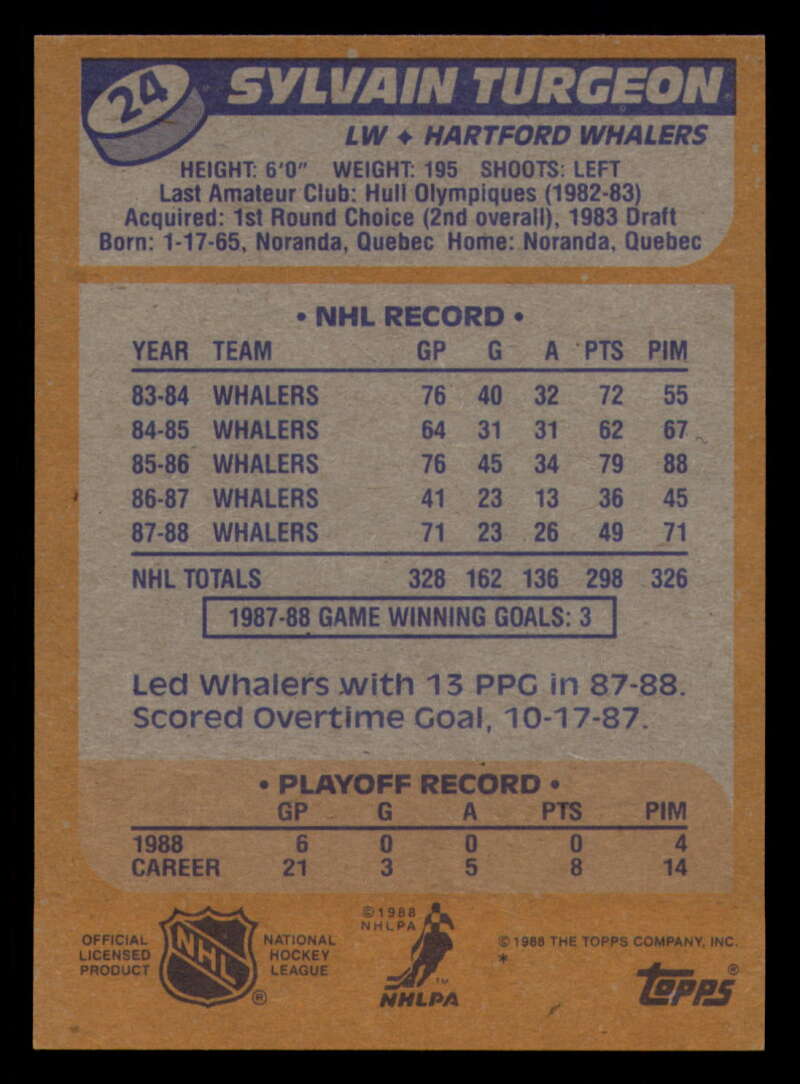 24 SYLVAIN TURGEON
LW ✦ HARTFORD WHALERS
HEIGHT: 6'0" WEIGHT: 195 SHOOTS: LEFT
Last Amateur Club: Hull Olympiques (1982-83)
Acquired: 1st Round Choice (2nd overall), 1983 Draft
Born: 1-17-65, Noranda, Quebec Home: Noranda, Quebec
• NHL RECORD •
YEAR TEAM GP G A PTS PIM
83-84 WHALERS 76 40 32 72 55
84-85 WHALERS 64 31 31 62 67
85-86 WHALERS 76 45 34 79 88
86-87 WHALERS 41 23 13 36 45
87-88 WHALERS 71 23 26 49 71
NHL TOTALS 328 162 136 298 326
1987-88 GAME WINNING GOALS: 3
Led Whalers with 13 PPG in 87-88.
Scored Overtime Goal, 10-17-87.
• PLAYOFF RECORD •
GP G A PTS PIM
1988 6 0 0 0 4
CAREER 21 3 5 8 14
OFFICIAL
LICENSED
PRODUCT
NHL
®
NATIONAL
HOCKEY
LEAGUE
©1988
NHLPA
™
NHLPA
©1988 THE TOPPS COMPANY, INC.
*
topps®